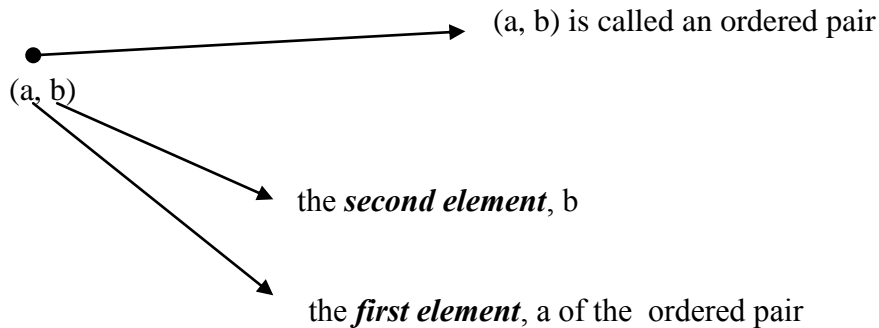 (a, b) is called an ordered pair
(a, b)
the second element, b
the first element, a of the ordered pair